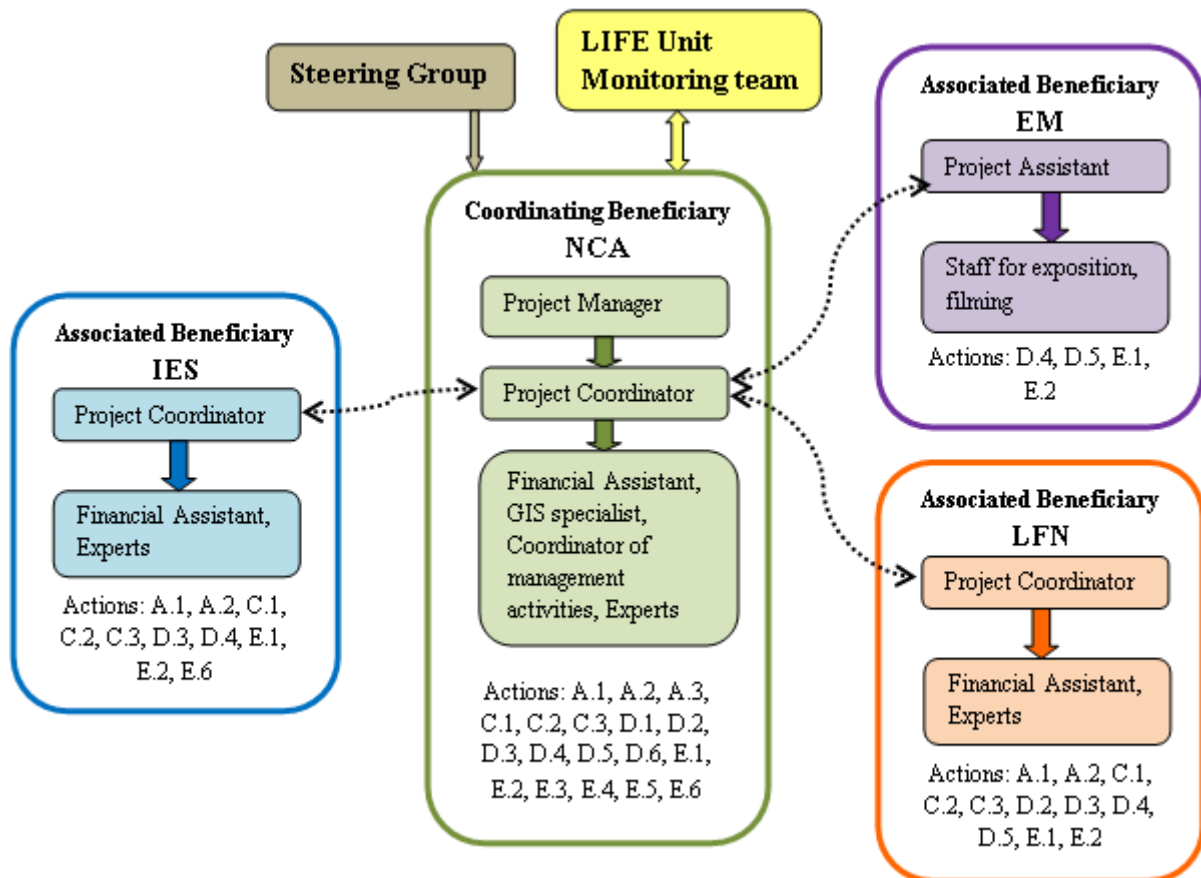 Steering Group
LIFE Unit
Monitoring team
Associated Beneficiary
EM
Project Assistant
Staff for exposition,
filming
Actions: D.4, D.5, E.1,
E.2
Coordinating Beneficiary
NCA
Project Manager
Project Coordinator
Financial Assistant,
GIS specialist,
Coordinator of
management
activities, Experts
Actions: A.1, A.2, A.3,
C.1, C.2, C.3, D.1, D.2,
D.3, D.4, D.5, D.6, E.1,
E.2, E.3, E.4, E.5, E.6
Associated Beneficiary
IES
Project Coordinator
Financial Assistant,
Experts
Actions: A.1, A.2, C.1,
C.2, C.3, D.3, D.4, E.1,
E.2, E.6
Associated Beneficiary
LFN
Project Coordinator
Financial Assistant,
Experts
Actions: A.1, A.2, C.1,
C.2, C.3, D.2, D.3, D.4,
D.5, E.1, E.2